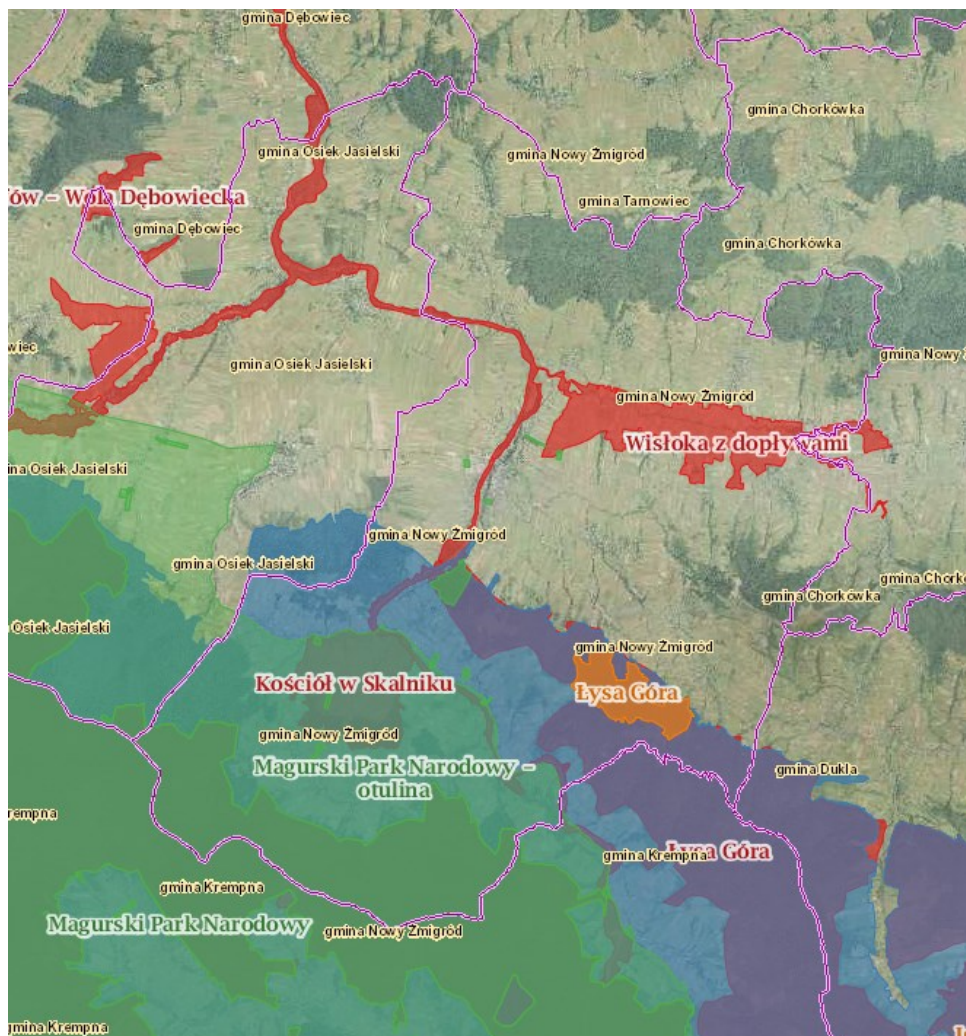 gmina Dębowiec
gmina Chorkówka
gmina Osiek Jasielski
gmina Nowy Żmigród
ów – Wola Dębowiecka
gmina Tarnowiec
gmina Dębowiec
gmina Chorkówka
wiec
gmina Nowy
gmina Osiek Jasielski
gmina Nowy Żmigród
Wisłoka z dopływami
ina Osiek Jasielski
gmina Nowy Żmigród
gmina Osiek Jasielski
gmina Chork
gmina Chorkówka
Osiek Jasielski
gmina Nowy Żmigród
Kościół w Skalniku
Łysa Góra
gmina Nowy Żmigród
Magurski Park Narodowy –
otulina
gmina Dukla
rempna
Łysa Góra
gmina Krempna
gmina Krempna
Magurski Park Narodowy
gmina Nowy Żmigród
gmina Krempna